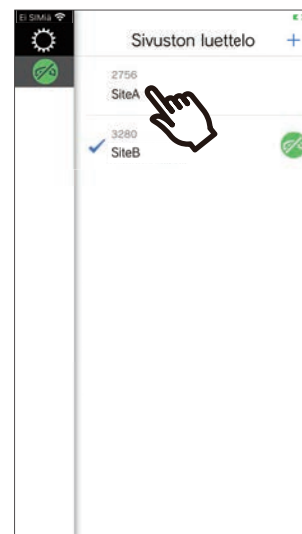 Ei SIMiä
Sivuston luettelo +
2756
SiteA
3280
SiteB